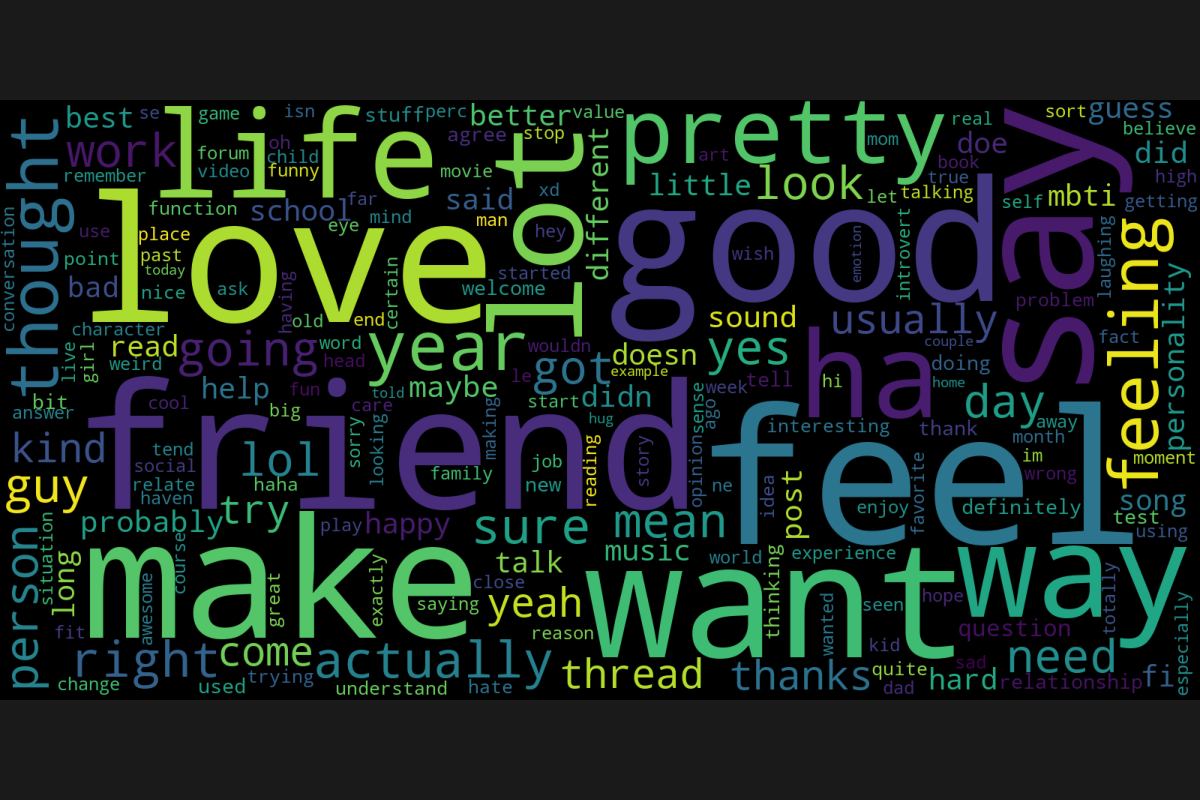 best
se
game
isn
stuff
perc
better
value
pretty
real
say
sort
guess
life
work
oh
agree
stop
lot
mom
believe
thought
forum
child
different
art
book
doe
did
remember
video
funny
movie
little
look
true
high
love
xd
let
talking
self
mbti
getting
function
school
far
said
man
good
introvert
feeling
conversation
use
place
eye
mind
hey
wish
emotion
laughing
point
past
started
personality
today
bad
nice
ask
having
certain
welcome
problem
character
old
end
sound
usually
fact
live
girl
read
going
word
year
wouldn
doesn
yes
couple
weird
head
le
got
example
ha
doing
bit
help
fun
told
maybe
start
didn
week
tell
hi
home
day
answer
cool
big
care
hug
sense
ago
friend
sorry
looking
making
interesting
thank
away
feel
month
kind
tend
lol
family
job
reading
story
opinion
im
wrong
moment
social
guy
relate
haha
new
ne
idea
post
favorite
song
haven
enjoy
definitely
test
probably
try
play
happy
sure
mean
using
person
situation
long
course
make
exactly
talk
music
world
experience
way
awesome
great
close
want
thinking
wanted
seen
hope
totally
especially
saying
yeah
fit
reason
kid
question
right
come
actually
thread
thanks
quite
sad
need
change
used
trying
understand
hate
dad
hard
relationship
fi